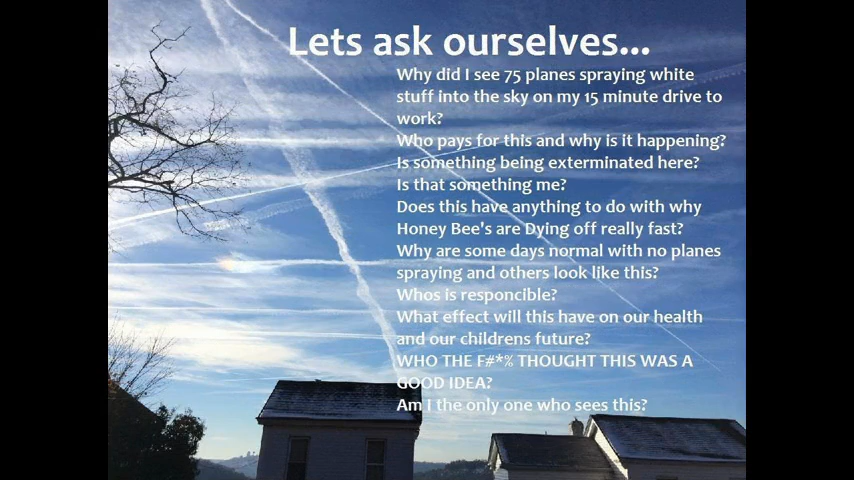 Lets ask ourselves...
Why did I see 75 planes spraying white
stuff into the sky on my 15 minute drive to
work?
Who pays for this and why is it happening?
Is something being exterminated here?
Is that something me?
Does this have anything to do with why
Honey Bee's are Dying off really fast?
Why are some days normal with no planes
spraying and others look like this?
Whos is responcible?
What effect will this have on our health
and our childrens future?
WHO THE F#*% THOUGHT THIS WAS A
GOOD IDEA?
Am i the only one who sees this?